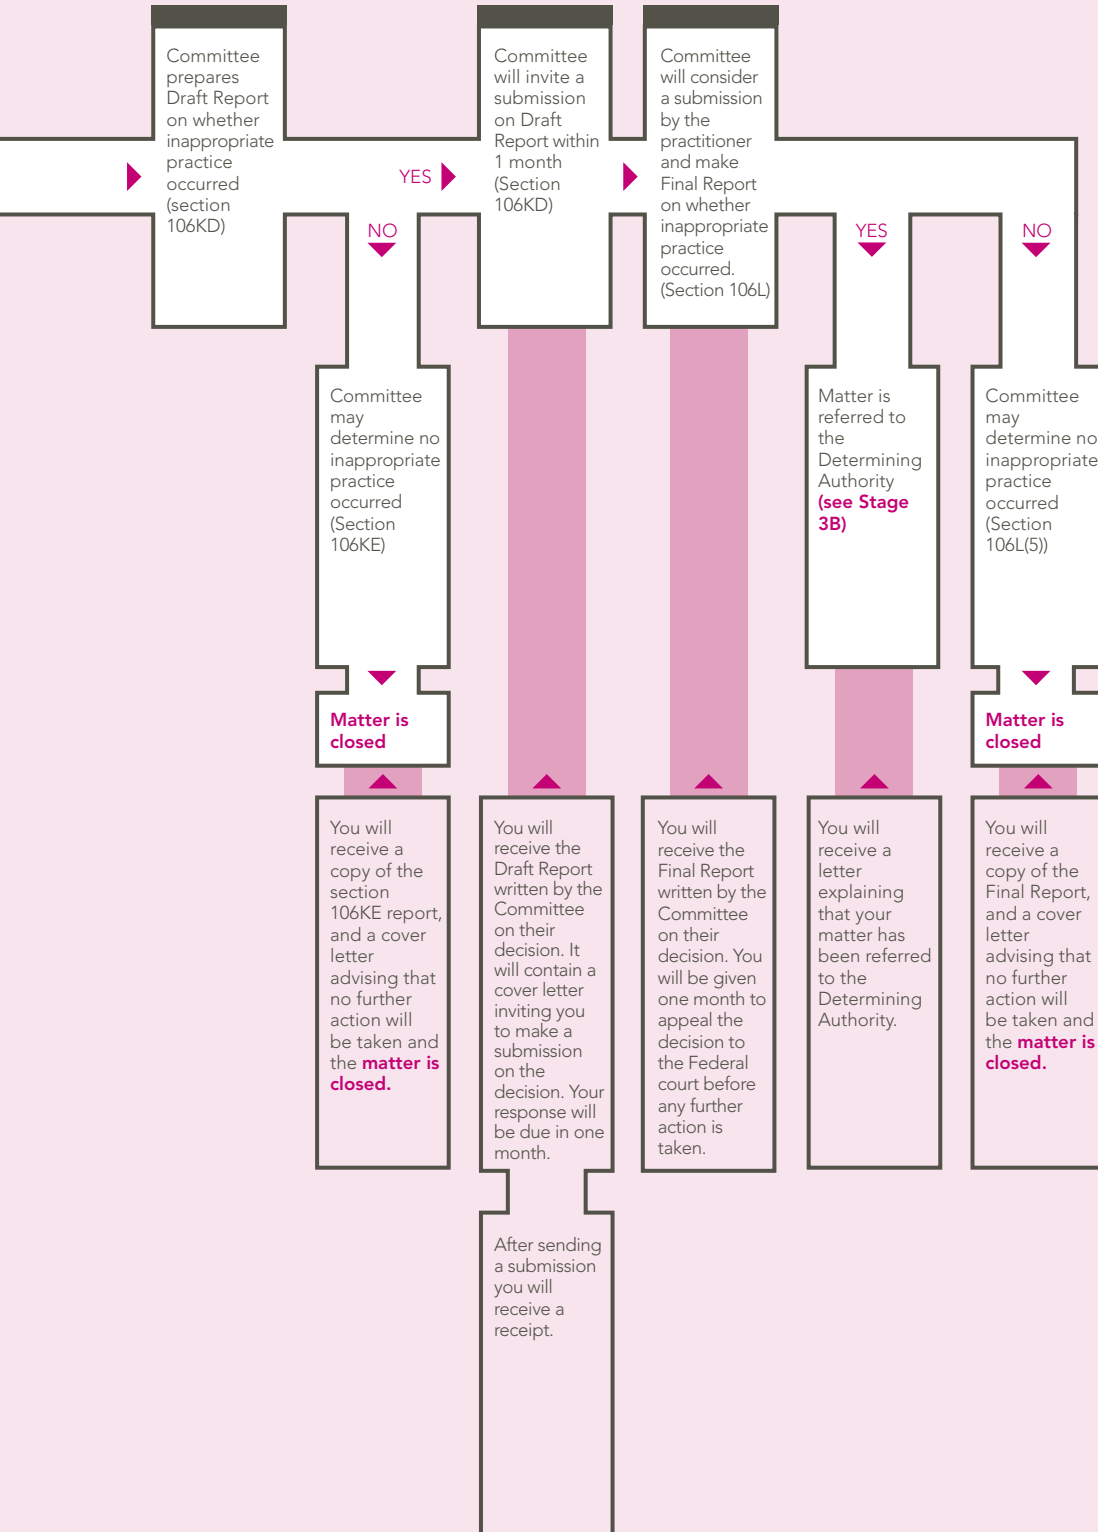 Committee
prepares
Draft Report
on whether
inappropriate
practice
occurred
(section
106KD)
YES
NO
Committee
will invite a
submission
on Draft
Report within
1 month
(Section
106KD)
Committee
will consider
a submission
by the
practitioner
and make
Final Report
on whether
inappropriate
practice
occurred.
(Section 106L)
YES
NO
Committee
may
determine no
inappropriate
practice
occurred
(Section
106KE)
Matter is
closed
Matter is
referred to
the
Determining
Authority
(see Stage
3B)
Committee
may
determine no
inappropriate
practice
occurred
(Section
106L(5))
Matter is
closed
You will
receive a
copy of the
section
106KE report,
and a cover
letter
advising that
no further
action will
be taken and
the matter is
closed.
You will
receive the
Draft Report
written by the
Committee
on their
decision. It
will contain a
cover letter
inviting you
to make a
submission
on the
decision. Your
response will
be due in one
month.
After sending
a submission
you will
receive a
receipt.
You will
receive the
Final Report
written by the
Committee
on their
decision. You
will be given
one month to
appeal the
decision to
the Federal
court before
any further
action is
taken.
You will
receive a
letter
explaining
that your
matter has
been referred
to the
Determining
Authority.
You will
receive a
copy of the
Final Report,
and a cover
letter
advising that
no further
action will
be taken and
the matter is
closed.